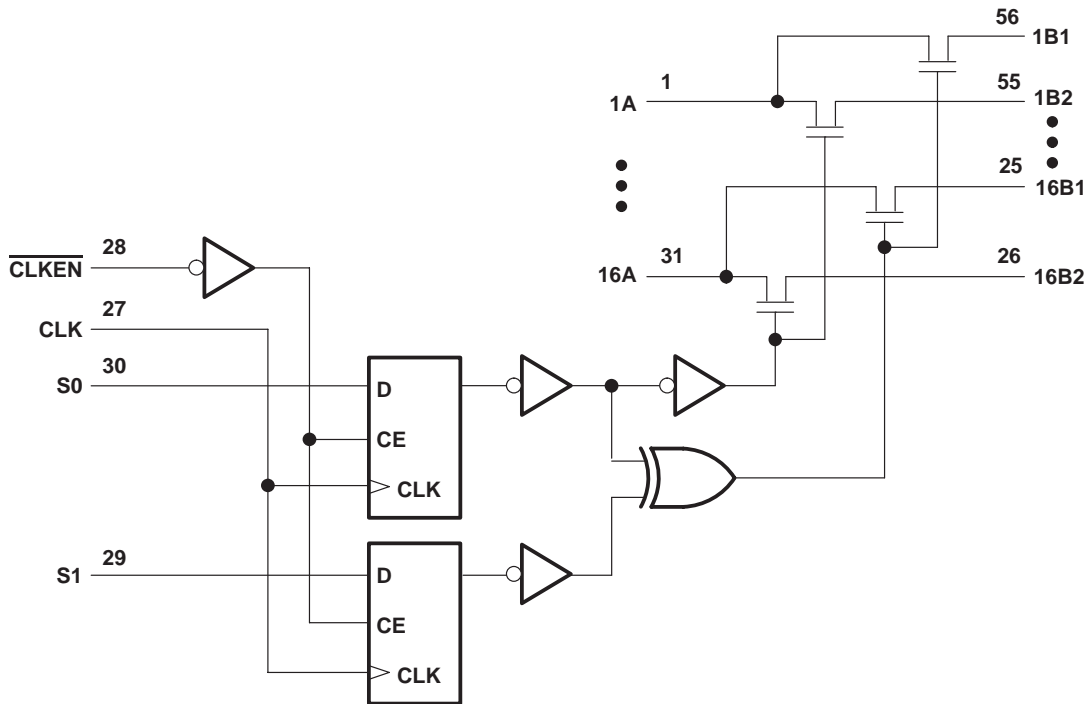 56
1B1
1
1A
55
1B2
25
16B1
28
CLKEN
31
16A
26
16B2
27
CLK
30
S0
D
CE
CLK
29
S1
D
CE
CLK